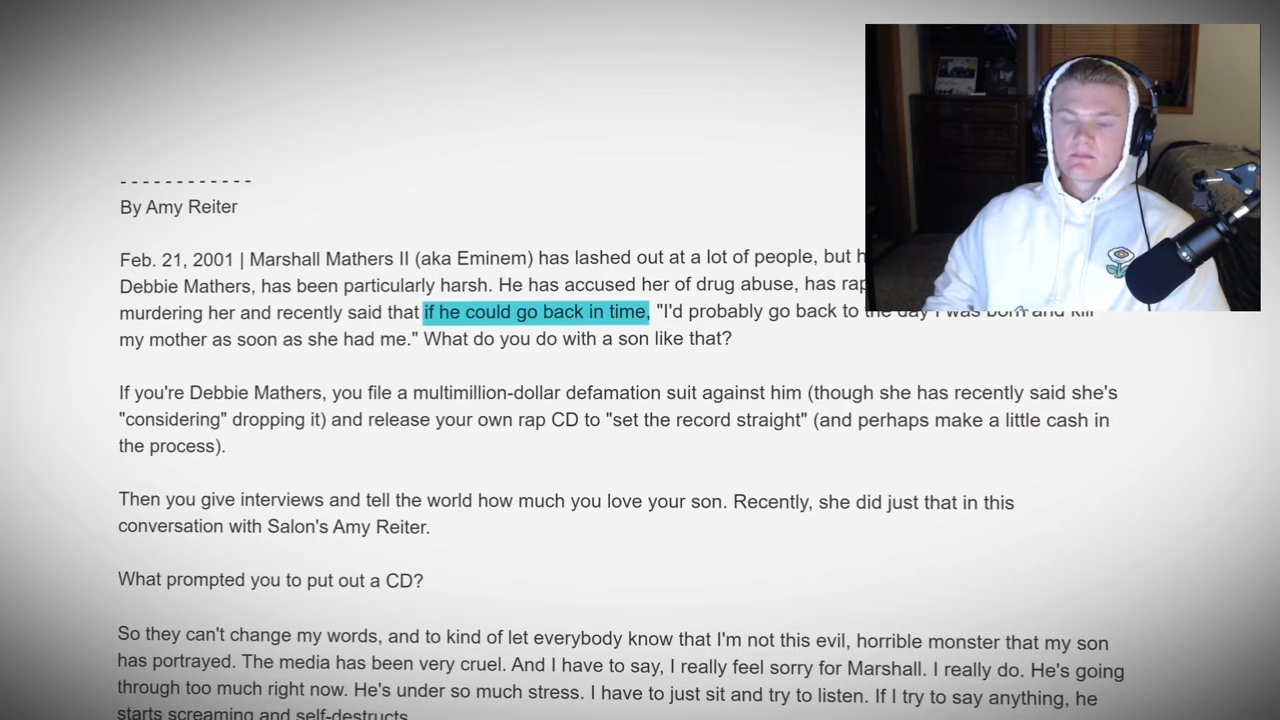 - - - - - - - - - - - -
By Amy Reiter
Feb. 21, 2001 | Marshall Mathers II (aka Eminem) has lashed out at a lot of people, but
Debbie Mathers, has been particularly harsh. He has accused her of drug abuse, has
murdering her and recently said that if he could go back in time, "I'd probably go back to the day I was born and kill
my mother as soon as she had me." What do you do with a son like that?
If you're Debbie Mathers, you file a multimillion-dollar defamation suit against him (though she has recently said she's
"considering" dropping it) and release your own rap CD to "set the record straight" (and perhaps make a little cash in
the process).
Then you give interviews and tell the world how much you love your son. Recently, she did just that in this
conversation with Salon's Amy Reiter.
What prompted you to put out a CD?
So they can't change my words, and to kind of let everybody know that I'm not this evil, horrible monster that my son
has portrayed. The media has been very cruel. And I have to say, I really feel sorry for Marshall. I really do. He's going
through too much right now. He's under so much stress. I have to just sit and try to listen. If I try to say anything, he
starts screaming and self-destructs.